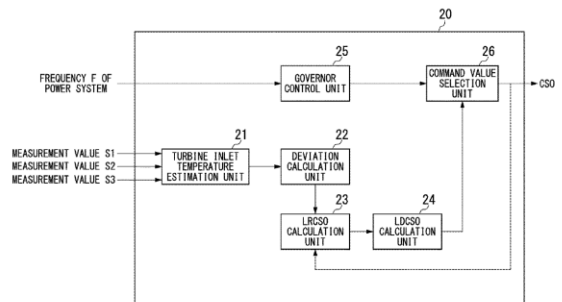 20
25
26
FREQUENCY F OF
POWER SYSTEM
GOVERNOR
CONTROL UNIT
COMMAND VALUE
SELECTION
UNIT
CSO
21
22
MEASUREMENT VALUE S1
MEASUREMENT VALUE S2
MEASUREMENT VALUE S3
TURBINE INLET
TEMPERATURE
ESTIMATION UNIT
DEVIATION
CALCULATION
UNIT
23
24
LRCSO
CALCULATION
UNIT
LDCSO
CALCULATION
UNIT